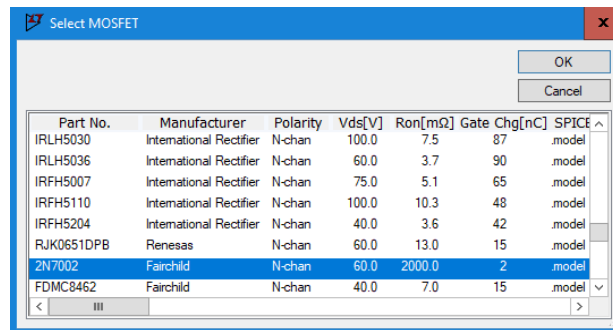 Select MOSFET
OK
Cancel
Part No. Manufacturer Polarity Vds[V] Ron[mΩ] Gate Chg[nC] SPICE
IRLH5030 International Rectifier N-chan 100.0 7.5 87 .model
IRLH5036 International Rectifier N-chan 60.0 3.7 90 .model
IRFH5007 International Rectifier N-chan 75.0 5.1 65 .model
IRFH5110 International Rectifier N-chan 100.0 10.3 48 .model
IRFH5204 International Rectifier N-chan 40.0 3.6 42 .model
RJK0651DPB Renesas N-chan 60.0 13.0 15 .model
2N7002 Fairchild N-chan 60.0 2000.0 2 .model
FDMC8462 Fairchild N-chan 40.0 7.0 15 .model